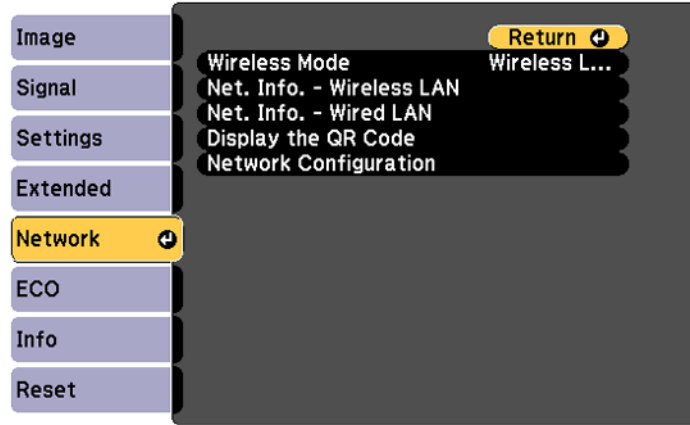 Image
Signal
Settings
Extended
Network
ECO
Info
Reset
Return
Wireless Mode Wireless L...
Net. Info. - Wireless LAN
Net. Info. - Wired LAN
Display the QR Code
Network Configuration